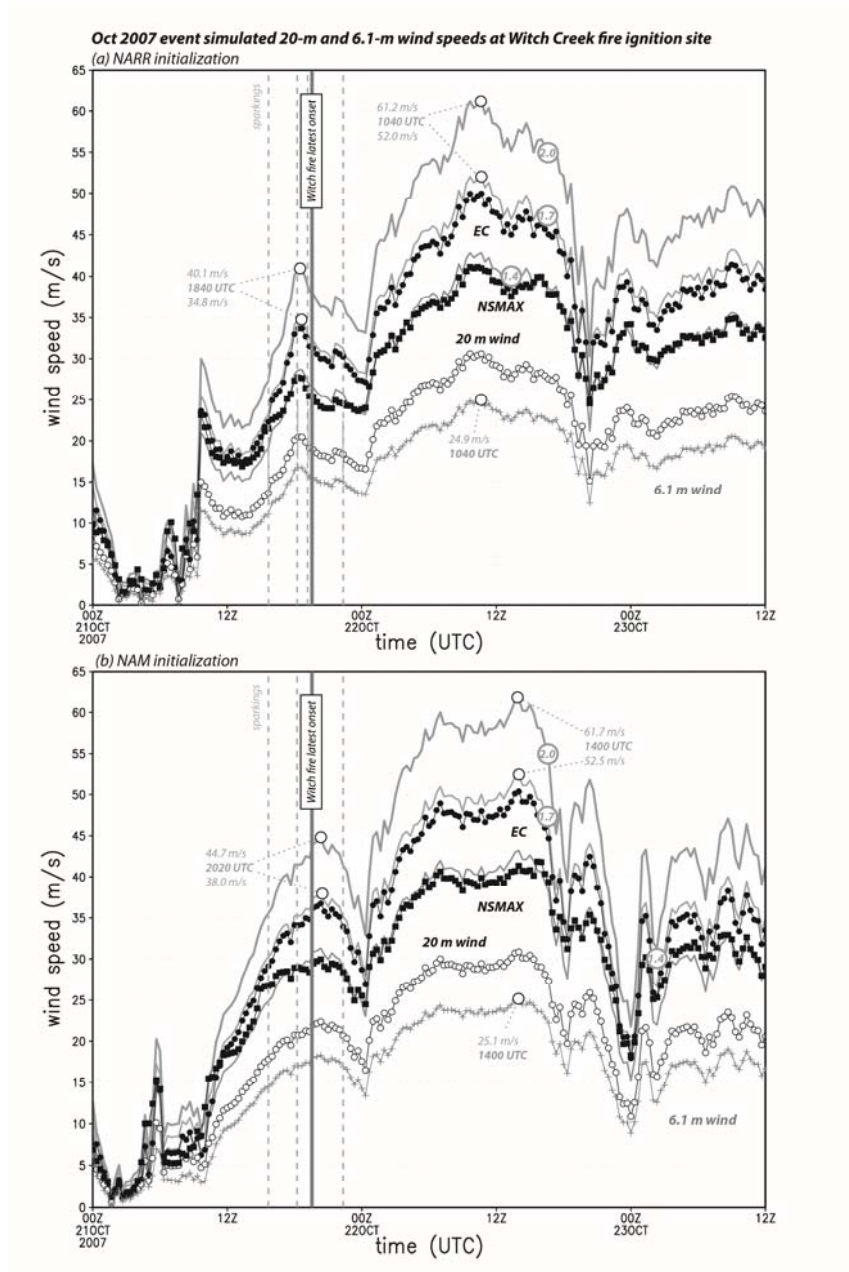 Oct 2007 event simulated 20-m and 6.1-m wind speeds at Witch Creek fire ignition site
(a) NARR initialization
65
60
55
50
45
40
35
30
25
20
15
10
5
0
wind speed (m/s)
sparkings
Witch fire latest onset
61.2 m/s
1040 UTC
52.0 m/s
2.0
1.7
EC
40.1 m/s
1840 UTC
34.8 m/s
1.4
NSMAX
20 m wind
24.9 m/s
1040 UTC
6.1 m wind
00Z
21OCT
2007
12Z
00Z
22OCT
12Z
00Z
23OCT
12Z
time (UTC)
(b) NAM initialization
65
60
55
50
45
40
35
30
25
20
15
10
5
0
wind speed (m/s)
sparkings
Witch fire latest onset
61.7 m/s
1400 UTC
52.5 m/s
2.0
1.7
EC
44.7 m/s
2020 UTC
38.0 m/s
NSMAX
20 m wind
1.4
25.1 m/s
1400 UTC
6.1 m wind
00Z
21OCT
2007
12Z
00Z
22OCT
12Z
00Z
23OCT
12Z
time (UTC)